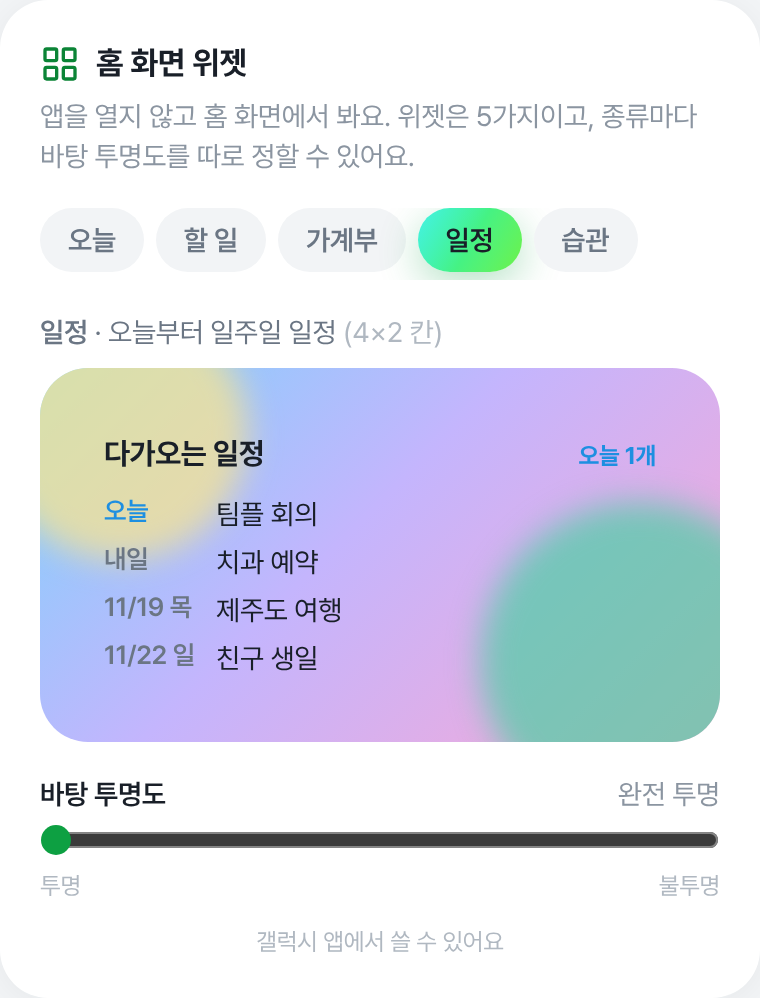 홈 화면 위젯
앱을 열지 않고 홈 화면에서 봐요. 위젯은 5가지이고, 종류마다
바탕 투명도를 따로 정할 수 있어요.
오늘 할 일 가계부 일정 습관
일정 · 오늘부터 일주일 일정 (4×2 칸)
다가오는 일정 오늘 1개
오늘 팀플 회의
내일 치과 예약
11/19 목 제주도 여행
11/22 일 친구 생일
바탕 투명도 완전 투명
투명 불투명
갤럭시 앱에서 쓸 수 있어요